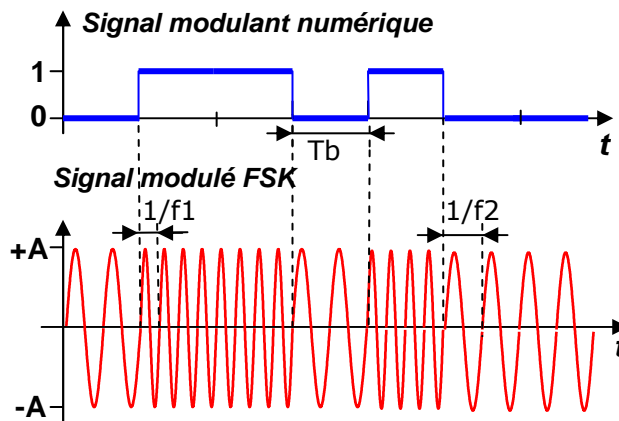 Signal modulant numérique
1
0
t
Tb
Signal modulé FSK
1/f1
1/f2
+A
t
-A